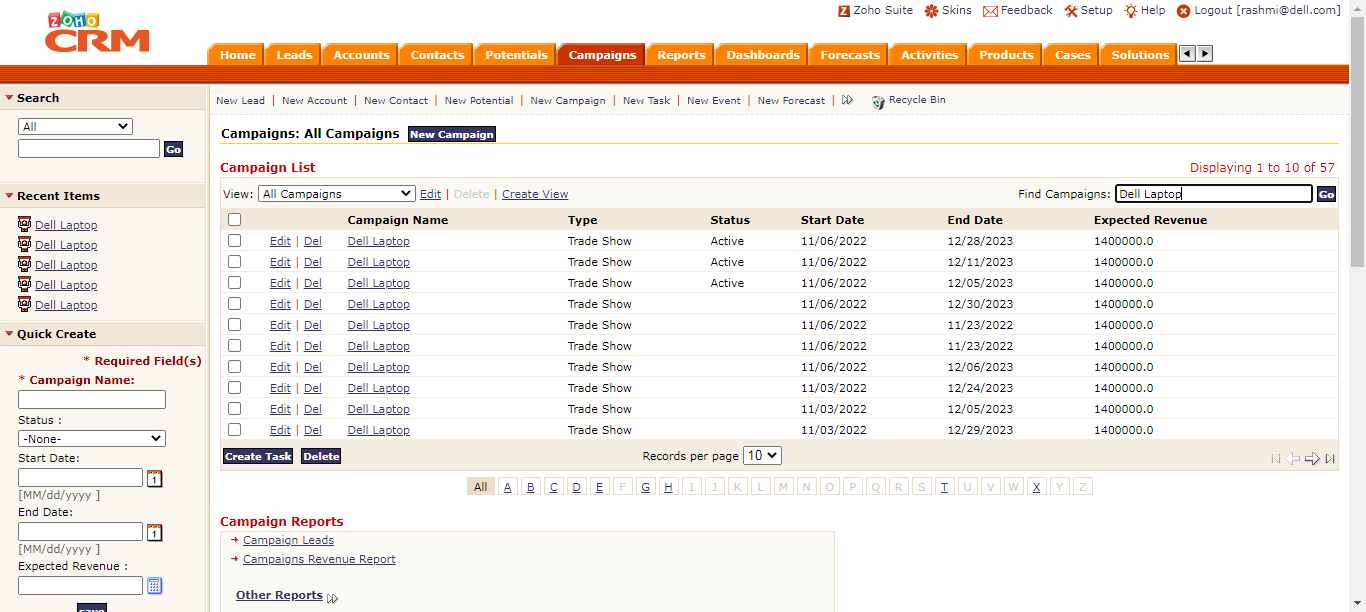 ZOHO
CRM
Zoho Suite Skins Feedback Setup Help Logout [rashmi@dell.com]
Home Leads Accounts Contacts Potentials Campaigns Reports Dashboards Forecasts Activities Products Cases Solutions
Search
All
Go
Recent Items
Dell Laptop
Dell Laptop
Dell Laptop
Dell Laptop
Dell Laptop
Quick Create
* Required Field(s)
* Campaign Name:
Status :
-None-
Start Date:
1
[MM/dd/yyyy ]
End Date:
1
[MM/dd/yyyy ]
Expected Revenue :
Save
New Lead | New Account | New Contact | New Potential | New Campaign | New Task | New Event | New Forecast | Recycle Bin
Campaigns: All Campaigns New Campaign
Campaign List Displaying 1 to 10 of 57
View: All Campaigns Edit | Delete | Create View Find Campaigns: Dell Laptop Go
Campaign Name Type Status Start Date End Date Expected Revenue
Edit | Del Dell Laptop Trade Show Active 11/06/2022 12/28/2023 1400000.0
Edit | Del Dell Laptop Trade Show Active 11/06/2022 12/11/2023 1400000.0
Edit | Del Dell Laptop Trade Show Active 11/06/2022 12/05/2023 1400000.0
Edit | Del Dell Laptop Trade Show 11/06/2022 12/30/2023 1400000.0
Edit | Del Dell Laptop Trade Show 11/06/2022 11/23/2022 1400000.0
Edit | Del Dell Laptop Trade Show 11/06/2022 11/23/2022 1400000.0
Edit | Del Dell Laptop Trade Show 11/06/2022 12/06/2023 1400000.0
Edit | Del Dell Laptop Trade Show 11/03/2022 12/24/2023 1400000.0
Edit | Del Dell Laptop Trade Show 11/03/2022 12/05/2023 1400000.0
Edit | Del Dell Laptop Trade Show 11/03/2022 12/29/2023 1400000.0
Create Task Delete Records per page 10
All A B C D E F G H I J K L M N O P Q R S T U V W X Y Z
Campaign Reports
Campaign Leads
Campaigns Revenue Report
Other Reports